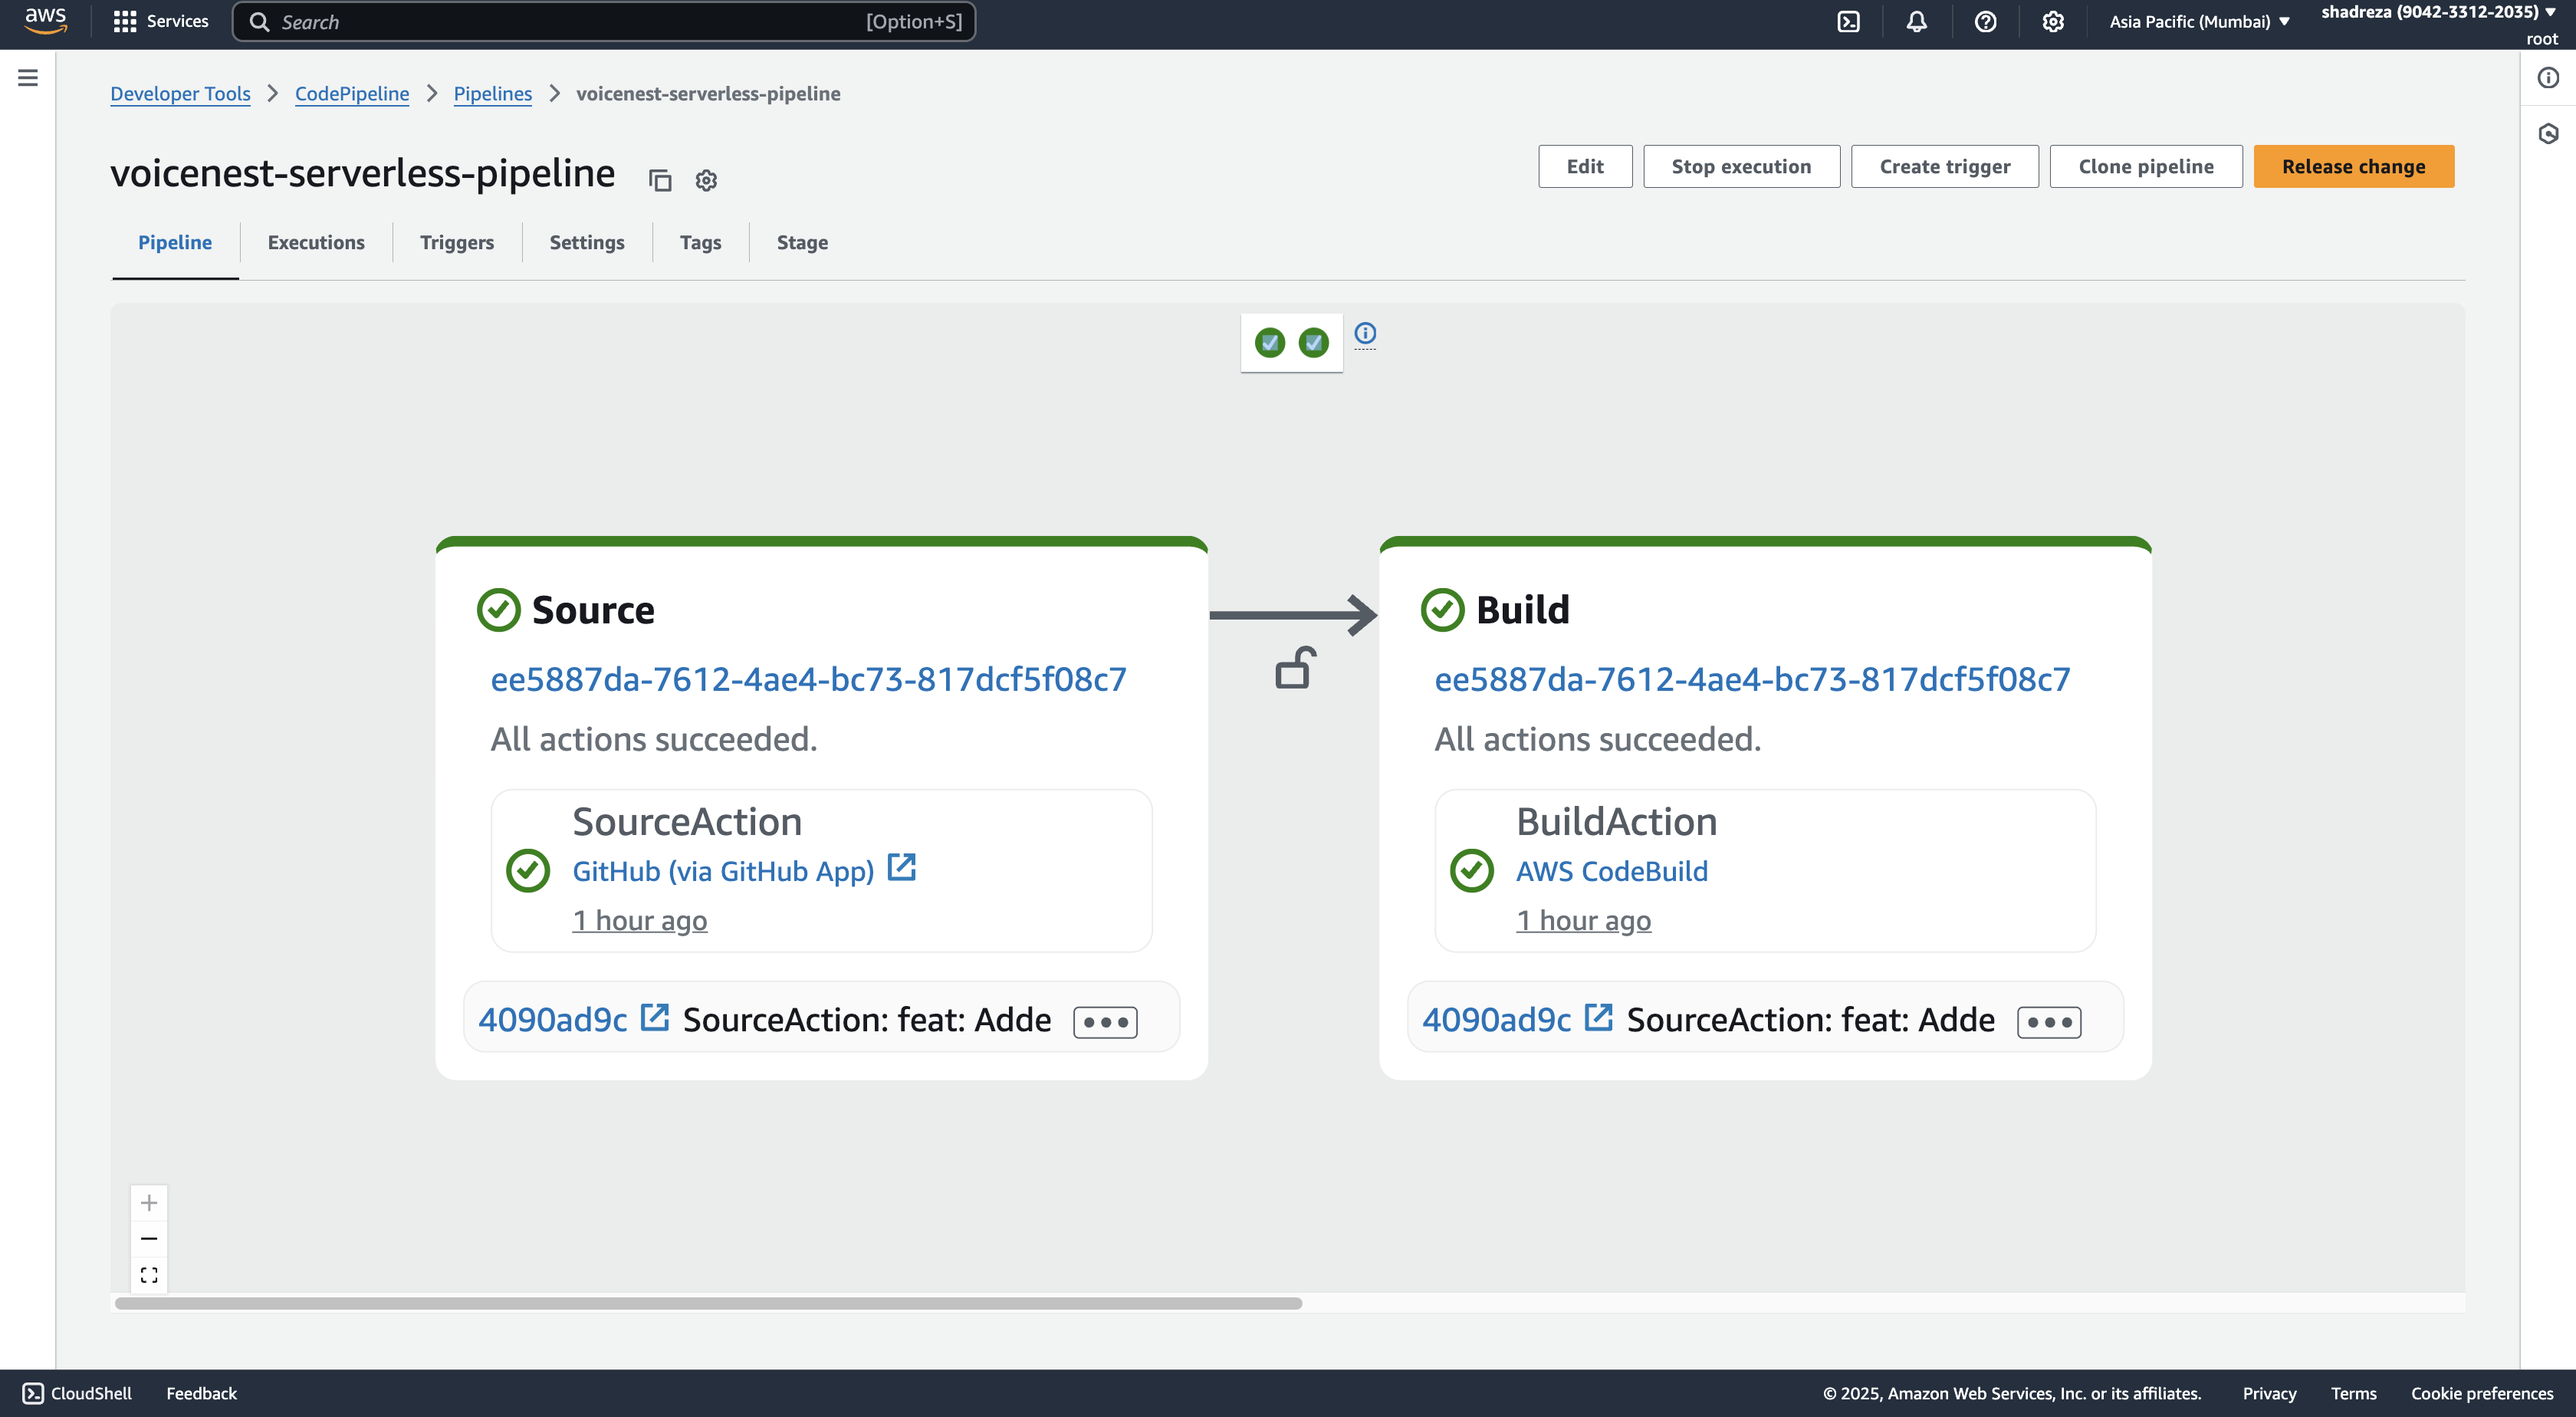 aws
Services
Search [Option+S]
Asia Pacific (Mumbai)
shadreza (9042-3312-2035)
root
Developer Tools
CodePipeline
Pipelines
voicenest-serverless-pipeline
voicenest-serverless-pipeline
Edit
Stop execution
Create trigger
Clone pipeline
Release change
Pipeline
Executions
Triggers
Settings
Tags
Stage
Source
ee5887da-7612-4ae4-bc73-817dcf5f08c7
All actions succeeded.
SourceAction
GitHub (via GitHub App)
1 hour ago
4090ad9c SourceAction: feat: Adde
Build
ee5887da-7612-4ae4-bc73-817dcf5f08c7
All actions succeeded.
BuildAction
AWS CodeBuild
1 hour ago
4090ad9c SourceAction: feat: Adde
CloudShell
Feedback
© 2025, Amazon Web Services, Inc. or its affiliates.
Privacy
Terms
Cookie preferences